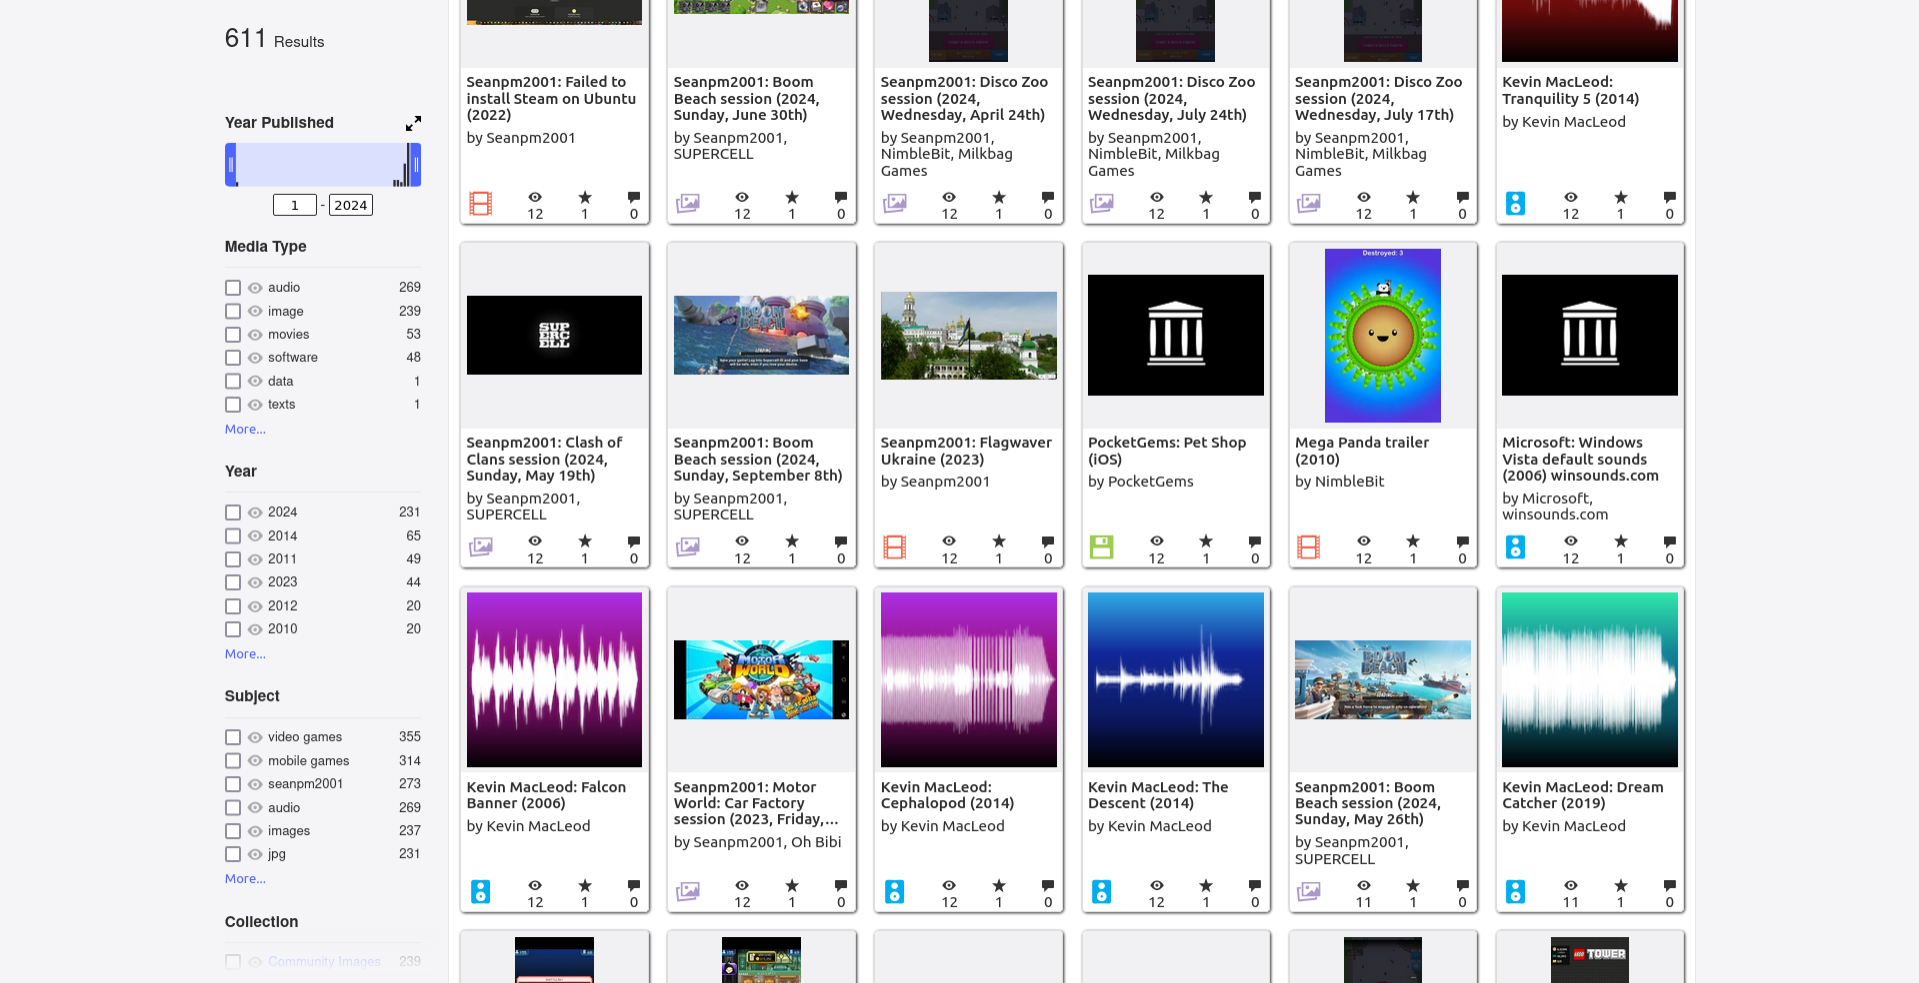 611 Results
Year Published
1 - 2024
Media Type
audio 269
image 239
movies 53
software 48
data 1
texts 1
More...
Year
2024 231
2014 65
2011 49
2023 44
2012 20
2010 20
More...
Subject
video games 355
mobile games 314
seanpm2001 273
audio 269
images 237
jpg 231
More...
Collection
Community Images 239
Seanpm2001: Failed to
install Steam on Ubuntu
(2022)
by Seanpm2001
12 1 0
Seanpm2001: Boom
Beach session (2024,
Sunday, June 30th)
by Seanpm2001,
SUPERCELL
12 1 0
Seanpm2001: Disco Zoo
session (2024,
Wednesday, April 24th)
by Seanpm2001,
NimbleBit, Milkbag
Games
12 1 0
Seanpm2001: Disco Zoo
session (2024,
Wednesday, July 24th)
by Seanpm2001,
NimbleBit, Milkbag
Games
12 1 0
Seanpm2001: Disco Zoo
session (2024,
Wednesday, July 17th)
by Seanpm2001,
NimbleBit, Milkbag
Games
12 1 0
Kevin MacLeod:
Tranquility 5 (2014)
by Kevin MacLeod
12 1 0
SUP
ERC
ELL
Seanpm2001: Clash of
Clans session (2024,
Sunday, May 19th)
by Seanpm2001,
SUPERCELL
12 1 0
BOOM
BEACH
Seanpm2001: Boom
Beach session (2024,
Sunday, September 8th)
by Seanpm2001,
SUPERCELL
12 1 0
Seanpm2001: Flagwaver
Ukraine (2023)
by Seanpm2001
12 1 0
PocketGems: Pet Shop
(iOS)
by PocketGems
12 1 0
Destroyed: 3
Mega Panda trailer
(2010)
by NimbleBit
12 1 0
Microsoft: Windows
Vista default sounds
(2006) winsounds.com
by Microsoft,
winsounds.com
12 1 0
Kevin MacLeod: Falcon
Banner (2006)
by Kevin MacLeod
12 1 0
MOTOR
WORLD
Seanpm2001: Motor
World: Car Factory
session (2023, Friday,...
by Seanpm2001, Oh Bibi
12 1 0
Kevin MacLeod:
Cephalopod (2014)
by Kevin MacLeod
12 1 0
Kevin MacLeod: The
Descent (2014)
by Kevin MacLeod
12 1 0
BOOM
BEACH
Seanpm2001: Boom
Beach session (2024,
Sunday, May 26th)
by Seanpm2001,
SUPERCELL
11 1 0
Kevin MacLeod: Dream
Catcher (2019)
by Kevin MacLeod
11 1 0
LEGO TOWER